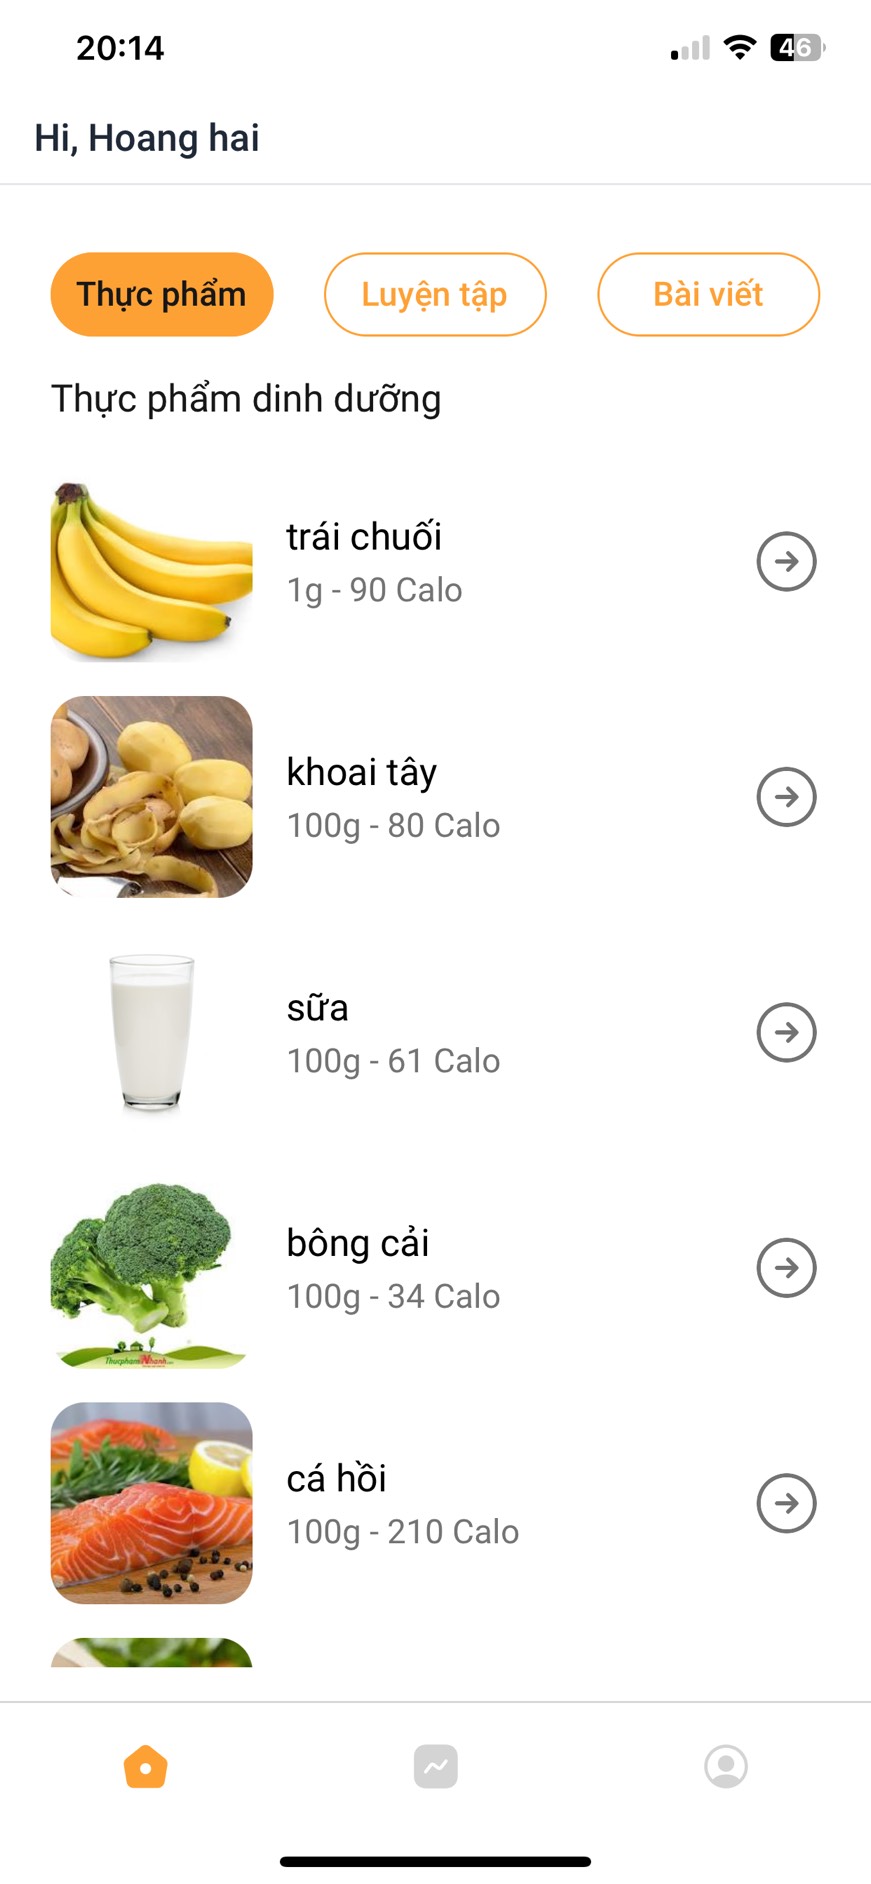 20:14
46
Hi, Hoang hai
Thực phẩm
Luyện tập
Bài viết
Thực phẩm dinh dưỡng
trái chuối
1g - 90 Calo
khoai tây
100g - 80 Calo
sữa
100g - 61 Calo
bông cải
100g - 34 Calo
ThucphamNhanh.com
cá hồi
100g - 210 Calo